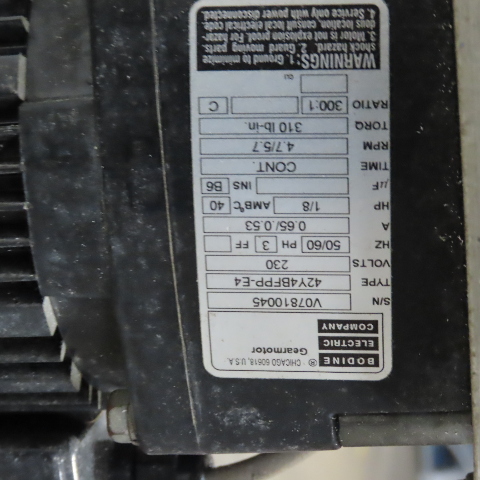 BODINE
ELECTRIC
COMPANY
® CHICAGO 60618, U.S.A.
Gearmotor
S/N V07810045
TYPE 42Y4BFPP-E4
VOLTS 230
HZ 50/60 PH 3 FF
A 0.65/.0.53
HP 1/8 AMB°C 40
µF INS B6
TIME CONT.
RPM 4.7/5.7
TORQ 310 lb-in.
RATIO 300:1 C
WARNINGS: 1. Ground to minimize
shock hazard. 2. Guard moving parts.
3. Motor is not explosion proof. For hazar-
dous location, consult local electrical code.
4. Service only with power disconnected.